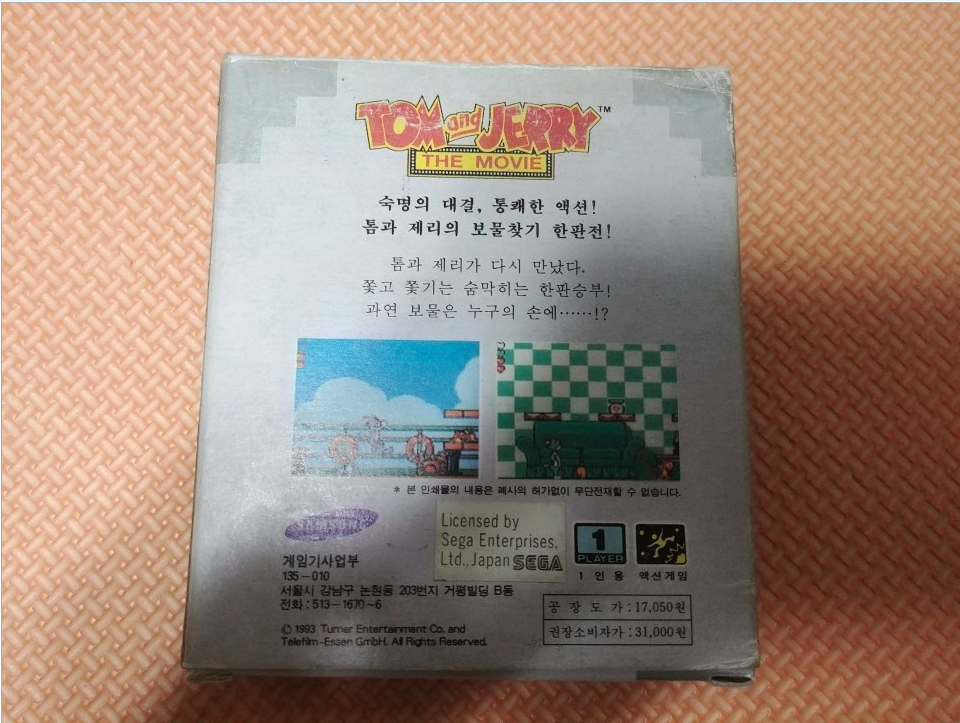 TOM and JERRY™
THE MOVIE
숙명의 대결, 통쾌한 액션!
톰과 제리의 보물찾기 한판전!
톰과 제리가 다시 만났다.
쫓고 쫓기는 숨막히는 한판승부!
과연 보물은 누구의 손에……!?
* 본 인쇄물의 내용은 폐사의 허가없이 무단전재할 수 없습니다.
SAMSUNG
게임기사업부
135-010
서울시 강남구 논현동 203번지 거평빌딩 B동
전화:513-1670~6
© 1993 Turner Entertainment Co. and
Telefilm-Essen GmbH. All Rights Reserved.
Licensed by
Sega Enterprises,
Ltd., Japan SEGA
1
PLAYER
1 인 용
액션게임
공 장 도 가:17,050원
권장소비자가:31,000원